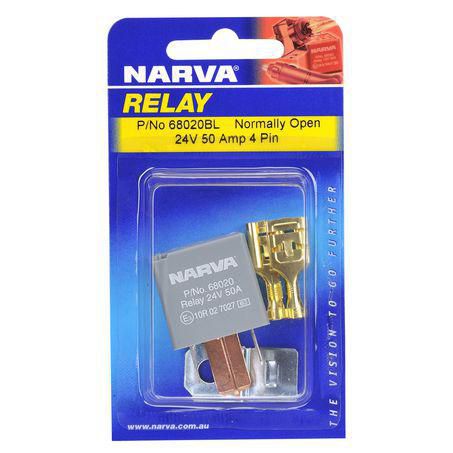 NARVA®
RELAY
P/No 68020BL Normally Open
24V 50 Amp 4 Pin
NARVA
P/No. 68020
Relay 24V 50A
10R 02 7027
THE VISION TO GO FURTHER
www.narva.com.au